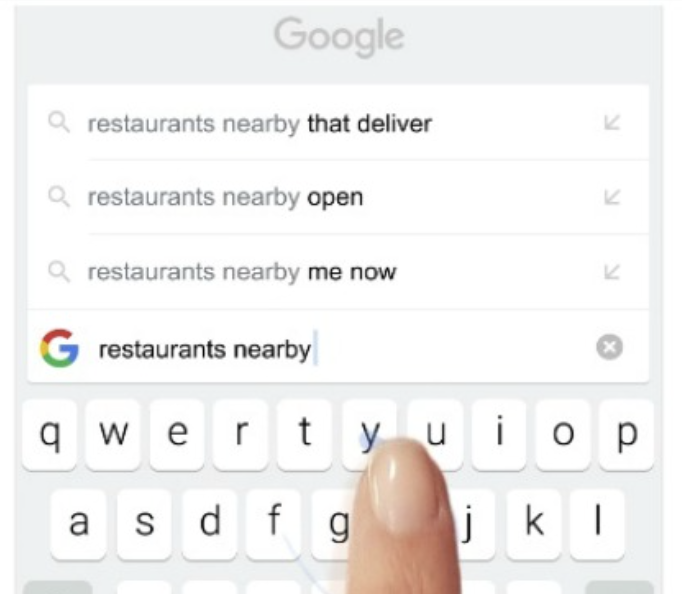 Google
restaurants nearby that deliver
restaurants nearby open
restaurants nearby me now
restaurants nearby
q w e r t y u i o p
a s d f g j k l